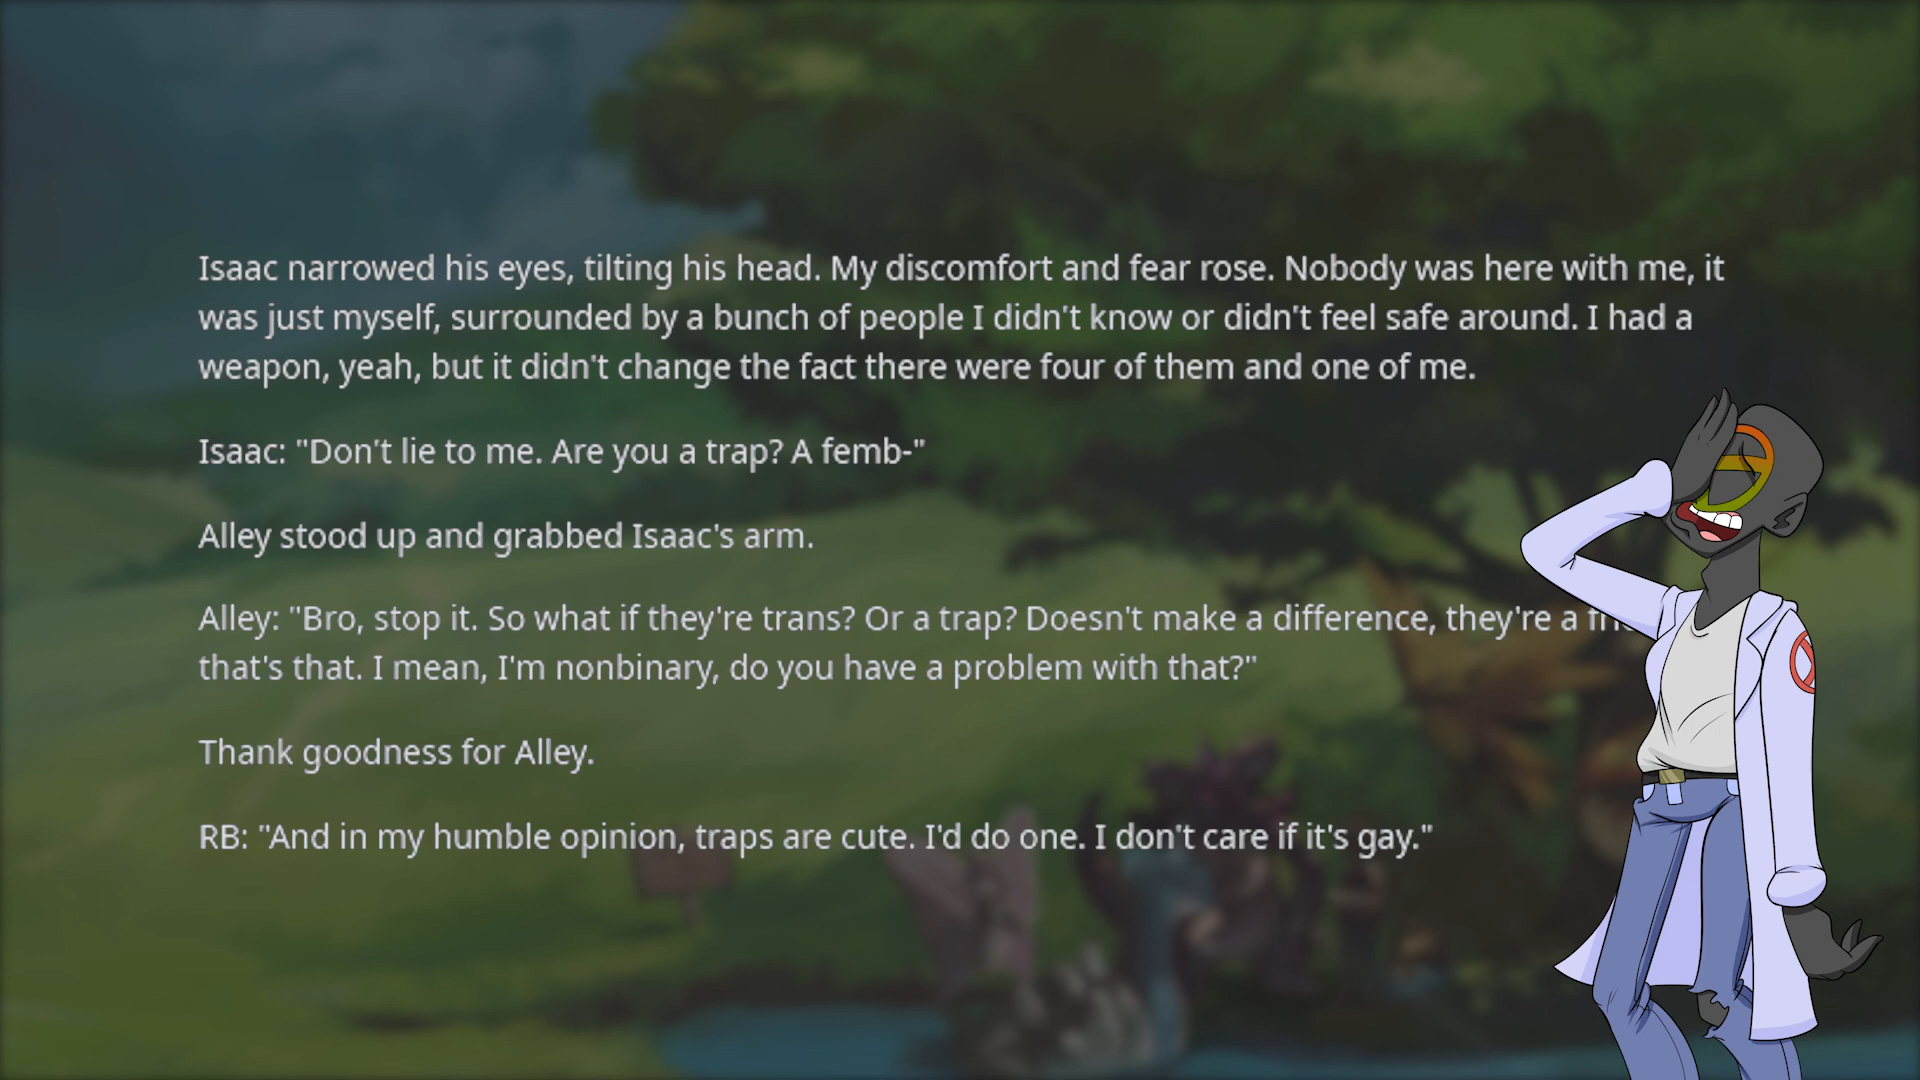 Isaac narrowed his eyes, tilting his head. My discomfort and fear rose. Nobody was here with me, it
was just myself, surrounded by a bunch of people I didn't know or didn't feel safe around. I had a
weapon, yeah, but it didn't change the fact there were four of them and one of me.
Isaac: "Don't lie to me. Are you a trap? A femb-"
Alley stood up and grabbed Isaac's arm.
Alley: "Bro, stop it. So what if they're trans? Or a trap? Doesn't make a difference, they're a
that's that. I mean, I'm nonbinary, do you have a problem with that?"
Thank goodness for Alley.
RB: "And in my humble opinion, traps are cute. I'd do one. I don't care if it's gay."